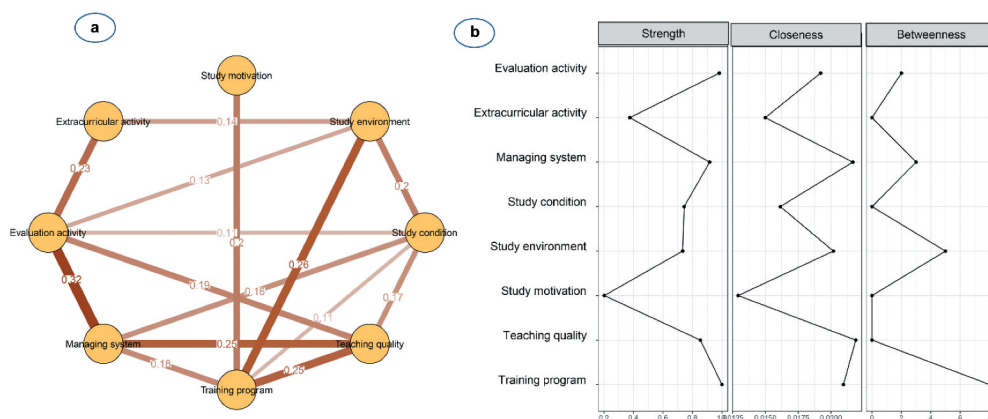 a
b
Study motivation
Extracurricular activity
0.14
Study environment
0.23
0.13
0.2
Evaluation activity
0.11
Study condition
0.2
0.26
0.32
0.19
0.16
0.17
0.11
Managing system
0.25
Teaching quality
0.18
0.25
Training program
Strength
Closeness
Betweenness
Evaluation activity
Extracurricular activity
Managing system
Study condition
Study environment
Study motivation
Teaching quality
Training program
0.2 0.4 0.6 0.8
0.0150
0 2 4 6